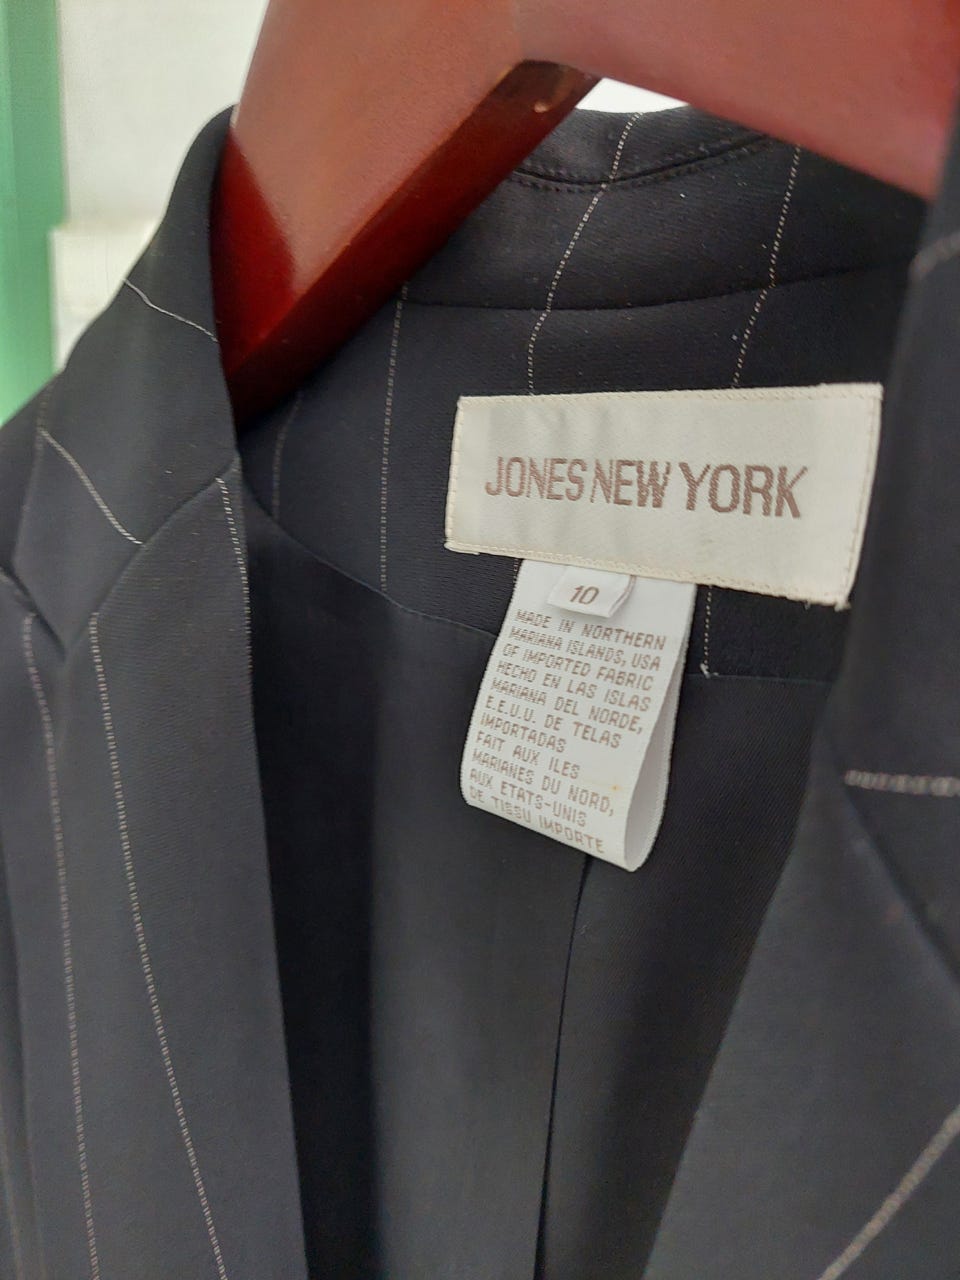 JONES NEW YORK
10
MADE IN NORTHERN
MARIANA ISLANDS, USA
OF IMPORTED FABRIC
HECHO EN LAS ISLAS
MARIANA DEL NORDE,
E.E.U.U. DE TELAS
IMPORTADAS
FAIT AUX ILES
MARIANES DU NORD,
AUX ETATS-UNIS
DE TISSU IMPORTE